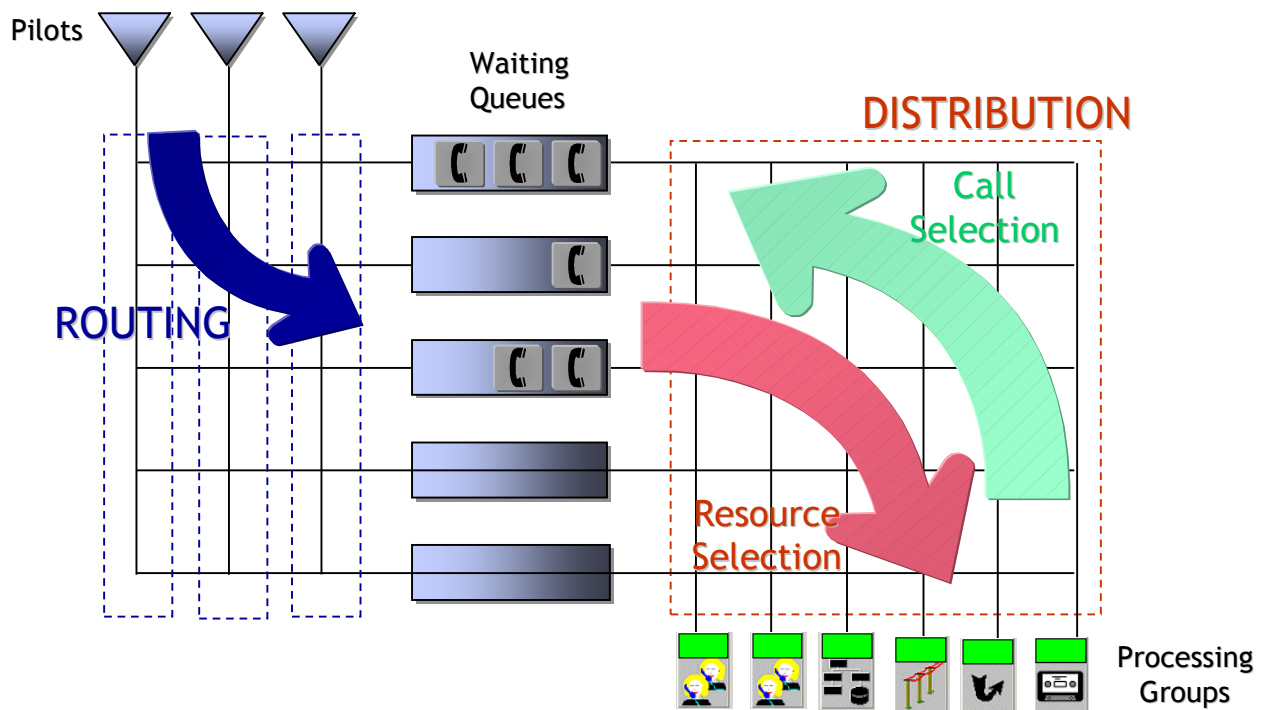 Pilots
Waiting
Queues
DISTRIBUTION
Call
Selection
ROUTING
Resource
Selection
Processing
Groups